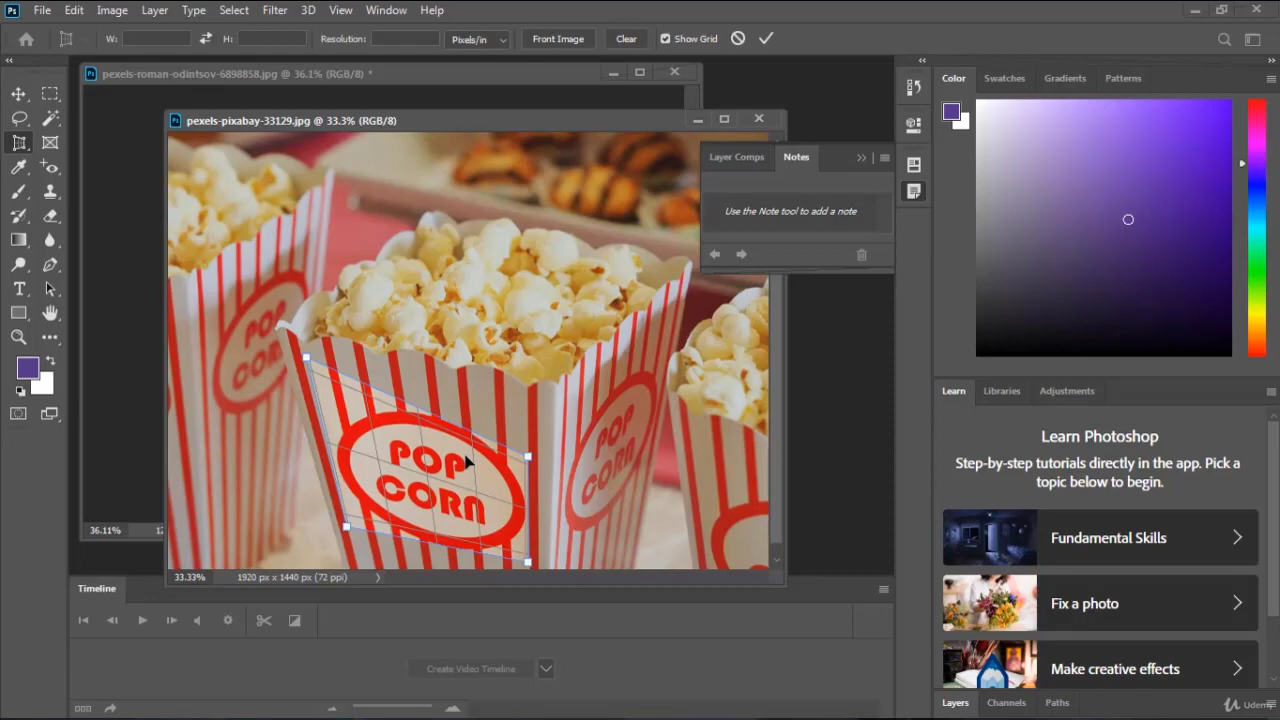 Ps File Edit Image Layer Type Select Filter 3D View Window Help
W: H: Resolution: Pixels/in Front Image Clear Show Grid
Ps pexels-roman-odintsov-6898858.jpg @ 36.1% (RGB/8) *
Ps pexels-pixabay-33129.jpg @ 33.3% (RGB/8)
Color Swatches Gradients Patterns
Layer Comps Notes
Use the Note tool to add a note
POP
CORN
POP
CORN
POP
CORN
Learn Libraries Adjustments
Learn Photoshop
Step-by-step tutorials directly in the app. Pick a
topic below to begin.
Fundamental Skills
Fix a photo
Make creative effects
36.11% 12
33.33% 1920 px x 1440 px (72 ppi)
Timeline
Create Video Timeline
Layers Channels Paths
Udemy